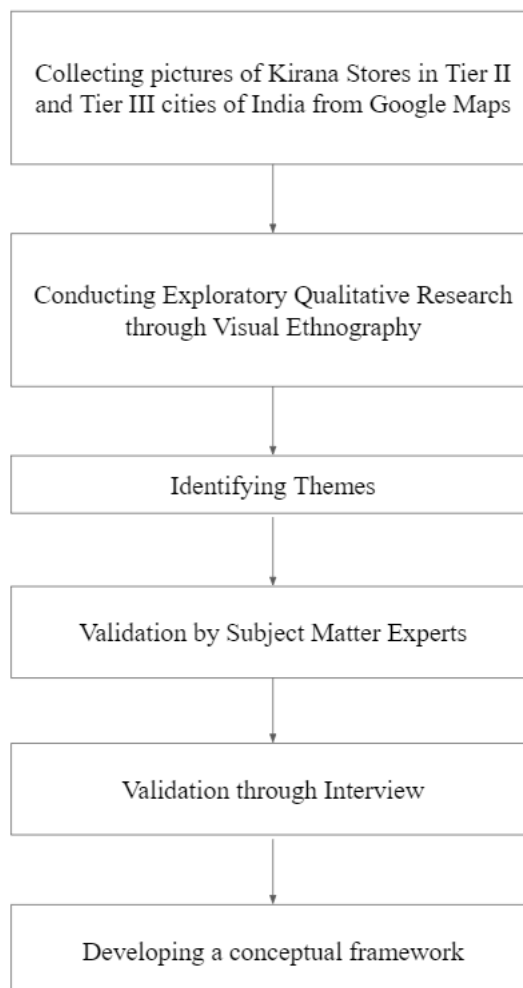 Collecting pictures of Kirana Stores in Tier II
and Tier III cities of India from Google Maps
Conducting Exploratory Qualitative Research
through Visual Ethnography
Identifying Themes
Validation by Subject Matter Experts
Validation through Interview
Developing a conceptual framework